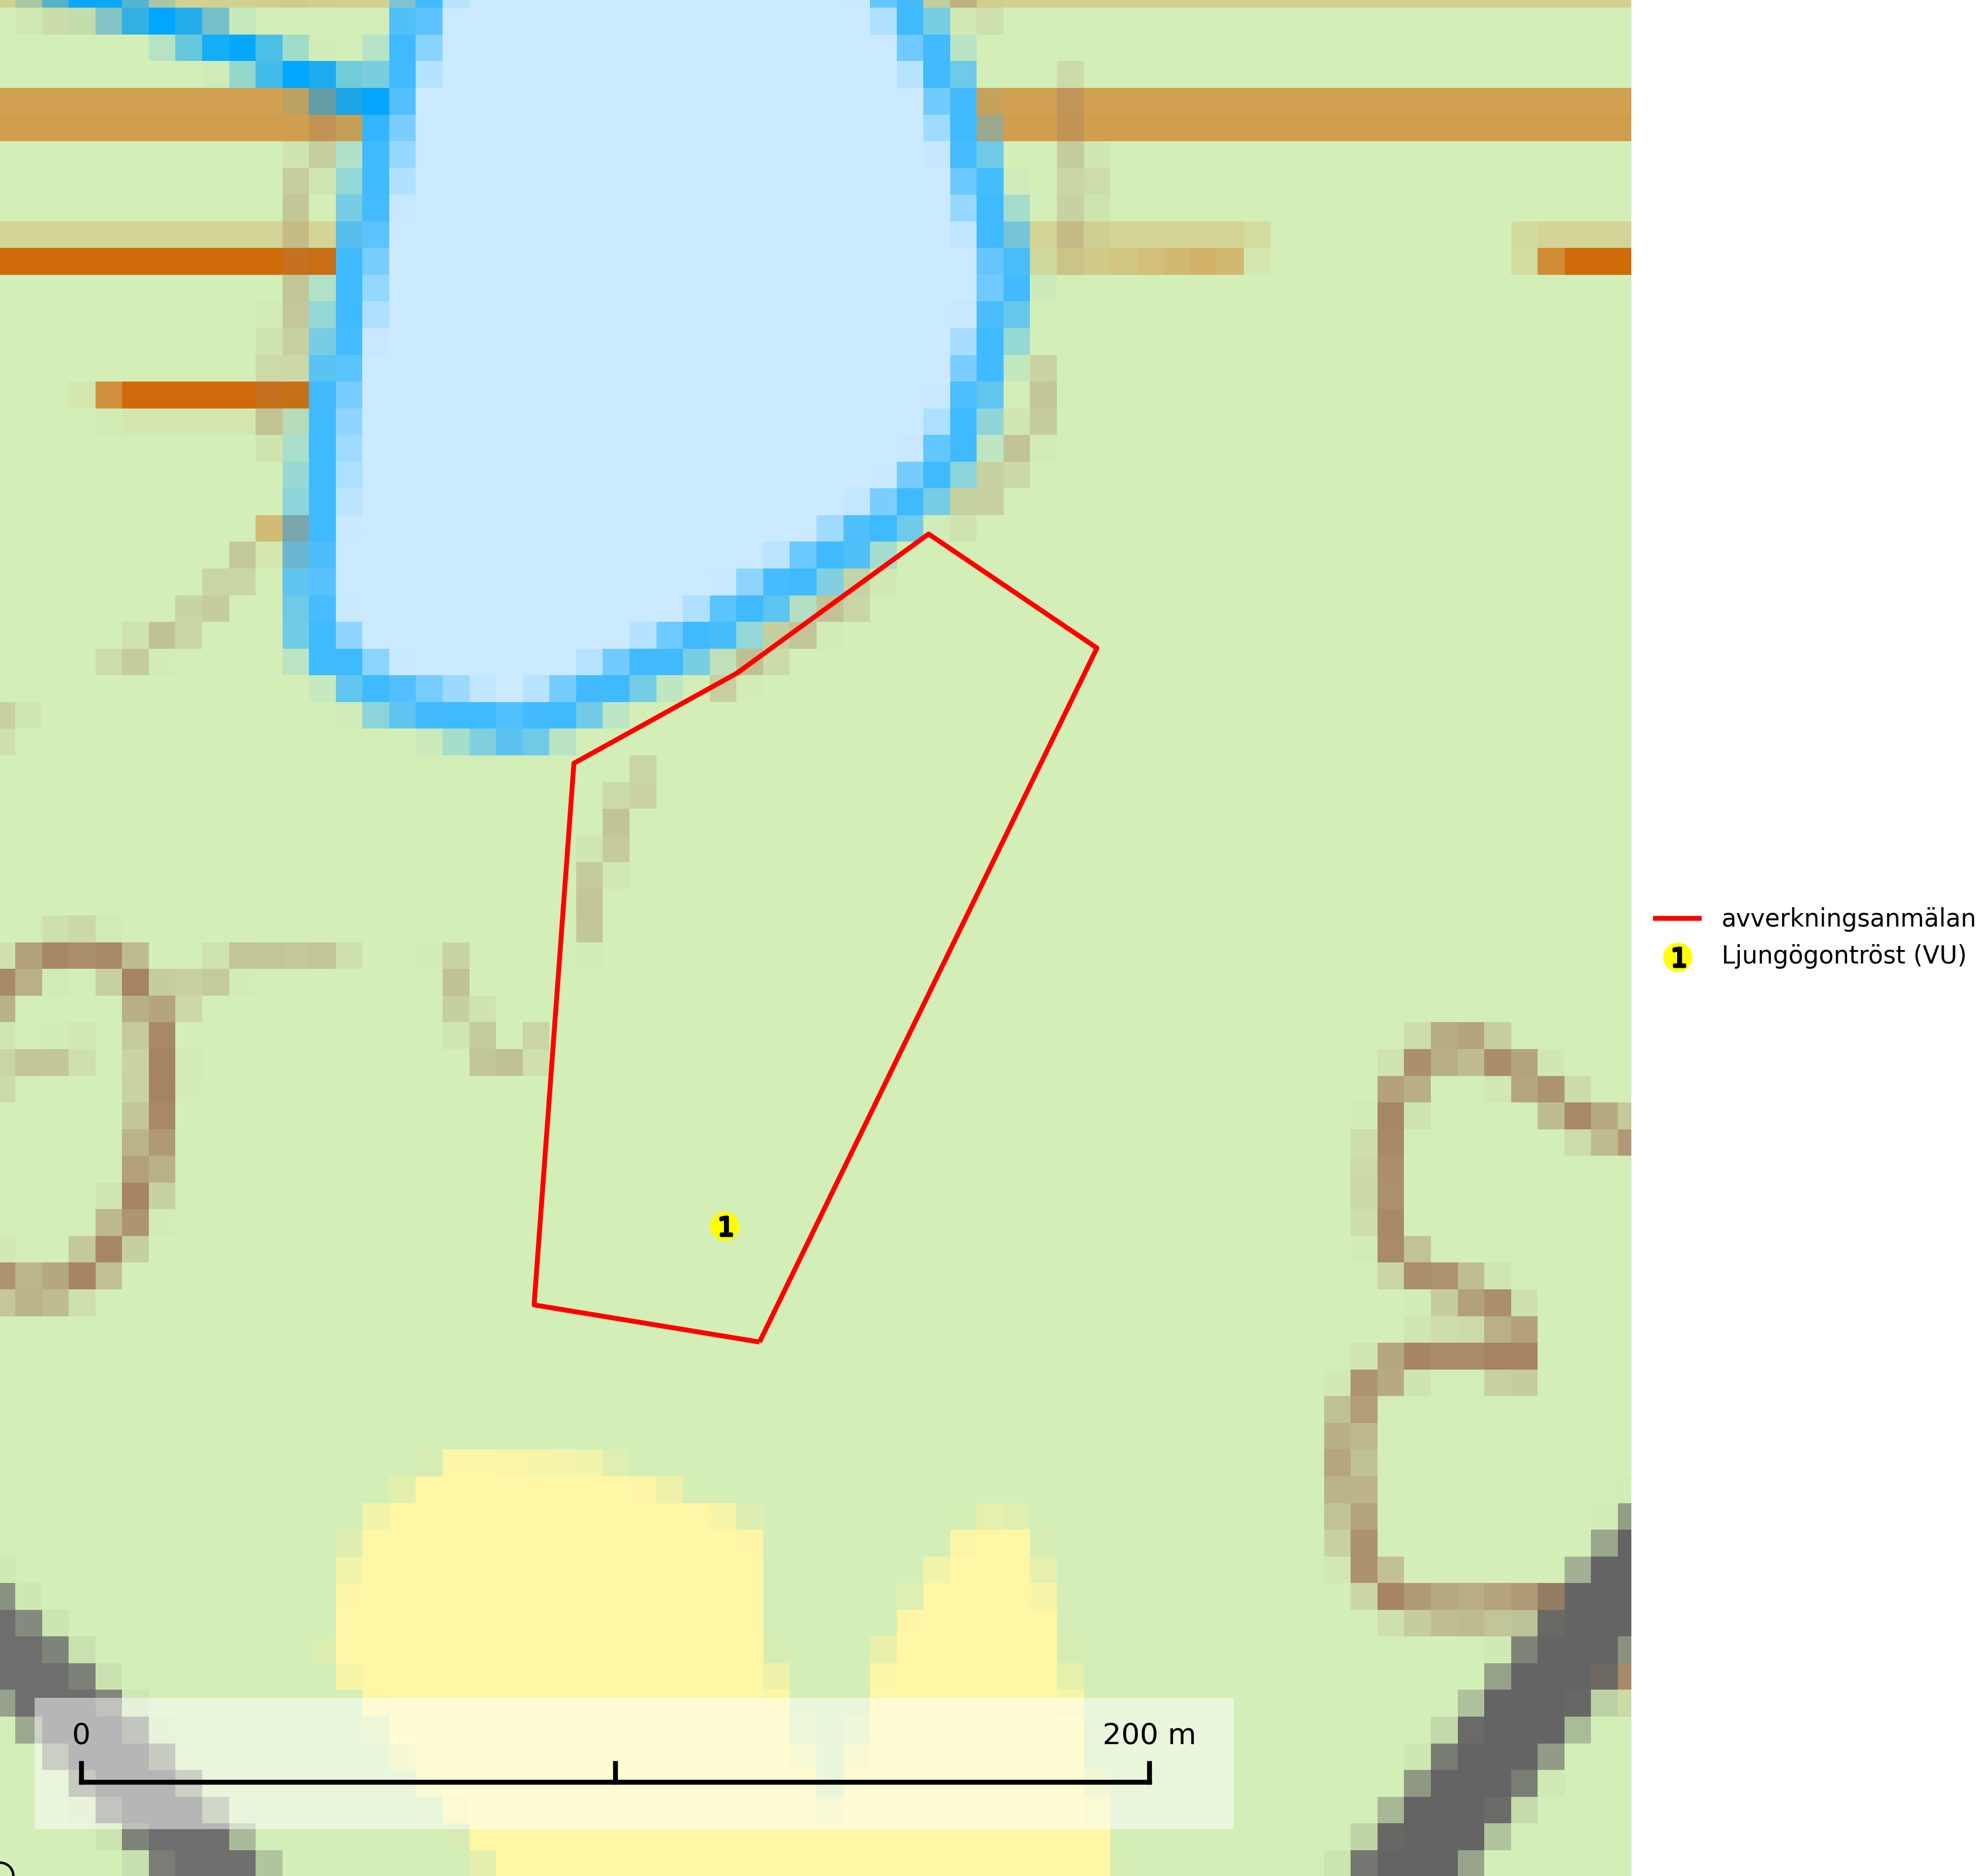 avverkningsanmälan
1 Ljungögontröst (VU)
1
0 200 m